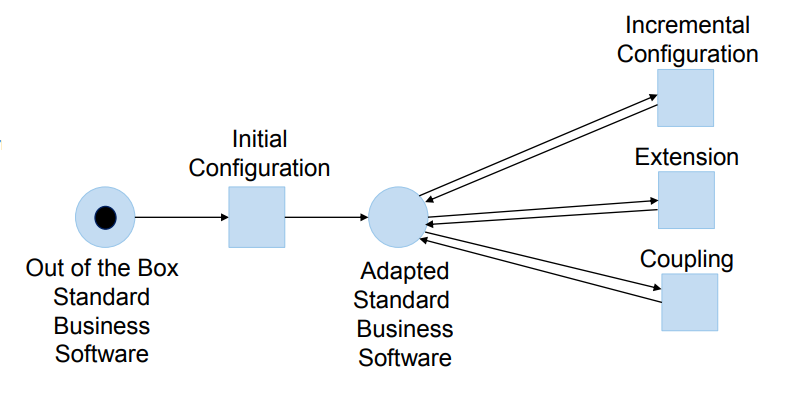 Incremental
Configuration
Initial
Configuration
Extension
Coupling
Out of the Box
Standard
Business
Software
Adapted
Standard
Business
Software